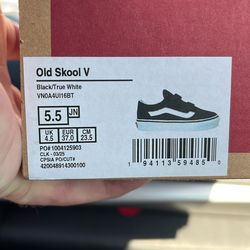 Old Skool V
Black/True White
VN0A4UI16BT
5.5 JN
UK 4.5 EUR 37.0 CM 23.5
PO# 1004125903
CLK - 03/25
CPSIA PO/CUT#
420048914300100
1 94113 59485 0